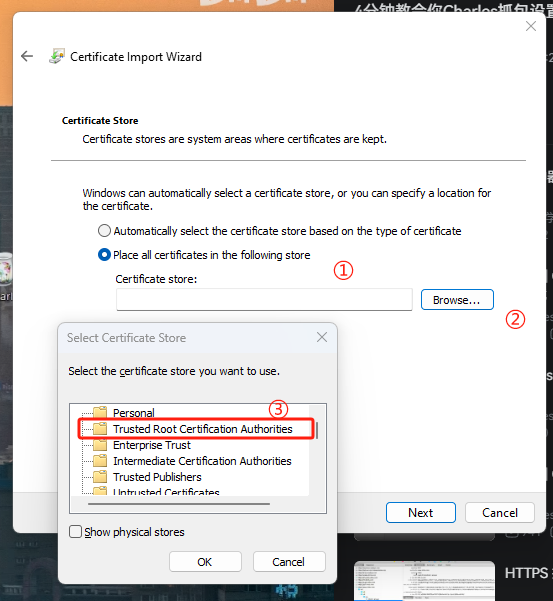 4分钟教会你Charles抓包设置
Certificate Import Wizard
Certificate Store
Certificate stores are system areas where certificates are kept.
Windows can automatically select a certificate store, or you can specify a location for
the certificate.
Automatically select the certificate store based on the type of certificate
Place all certificates in the following store
①
Certificate store:
Browse...
②
Select Certificate Store
Select the certificate store you want to use.
③
Personal
Trusted Root Certification Authorities
Enterprise Trust
Intermediate Certification Authorities
Trusted Publishers
Untrusted Certificates
Show physical stores
OK
Cancel
Next
Cancel
HTTPS